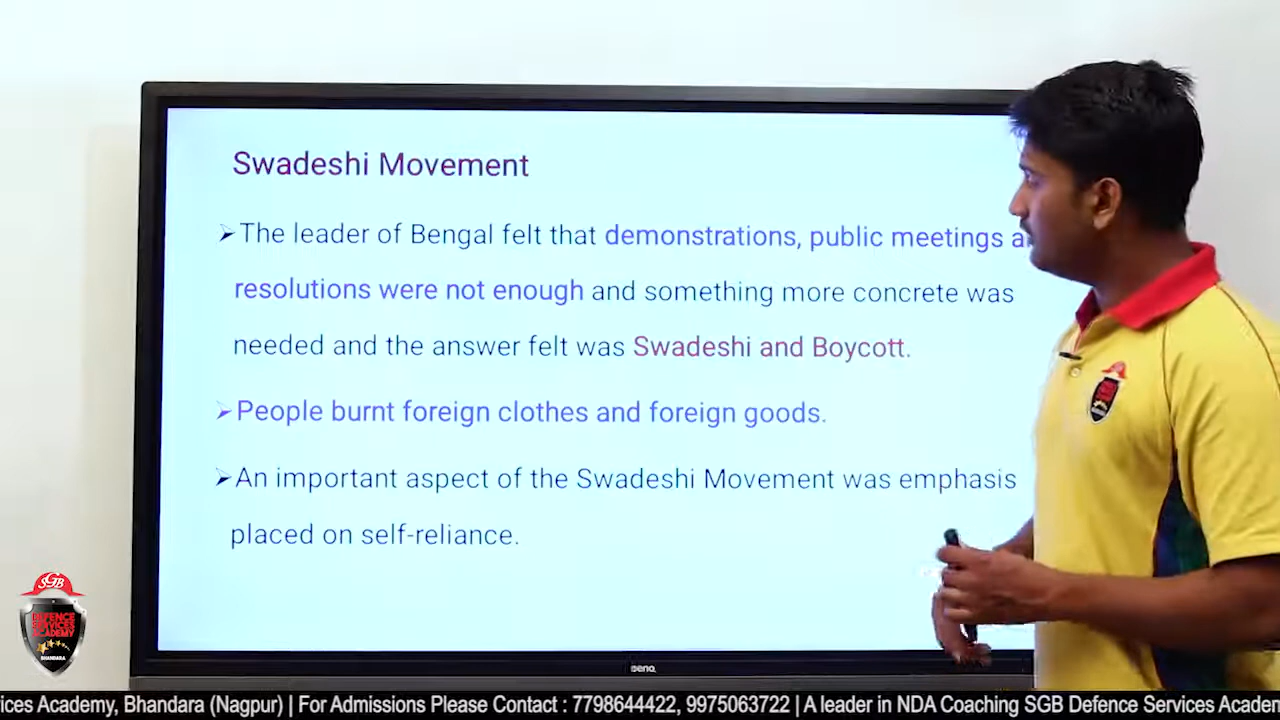 Swadeshi Movement
➢The leader of Bengal felt that demonstrations, public meetings a
resolutions were not enough and something more concrete was
needed and the answer felt was Swadeshi and Boycott.
➢People burnt foreign clothes and foreign goods.
➢An important aspect of the Swadeshi Movement was emphasis
placed on self-reliance.
SGB
DEFENCE
SERVICES
ACADEMY
BHANDARA
BenQ
ices Academy, Bhandara (Nagpur) | For Admissions Please Contact : 7798644422, 9975063722 | A leader in NDA Coaching SGB Defence Services Academ